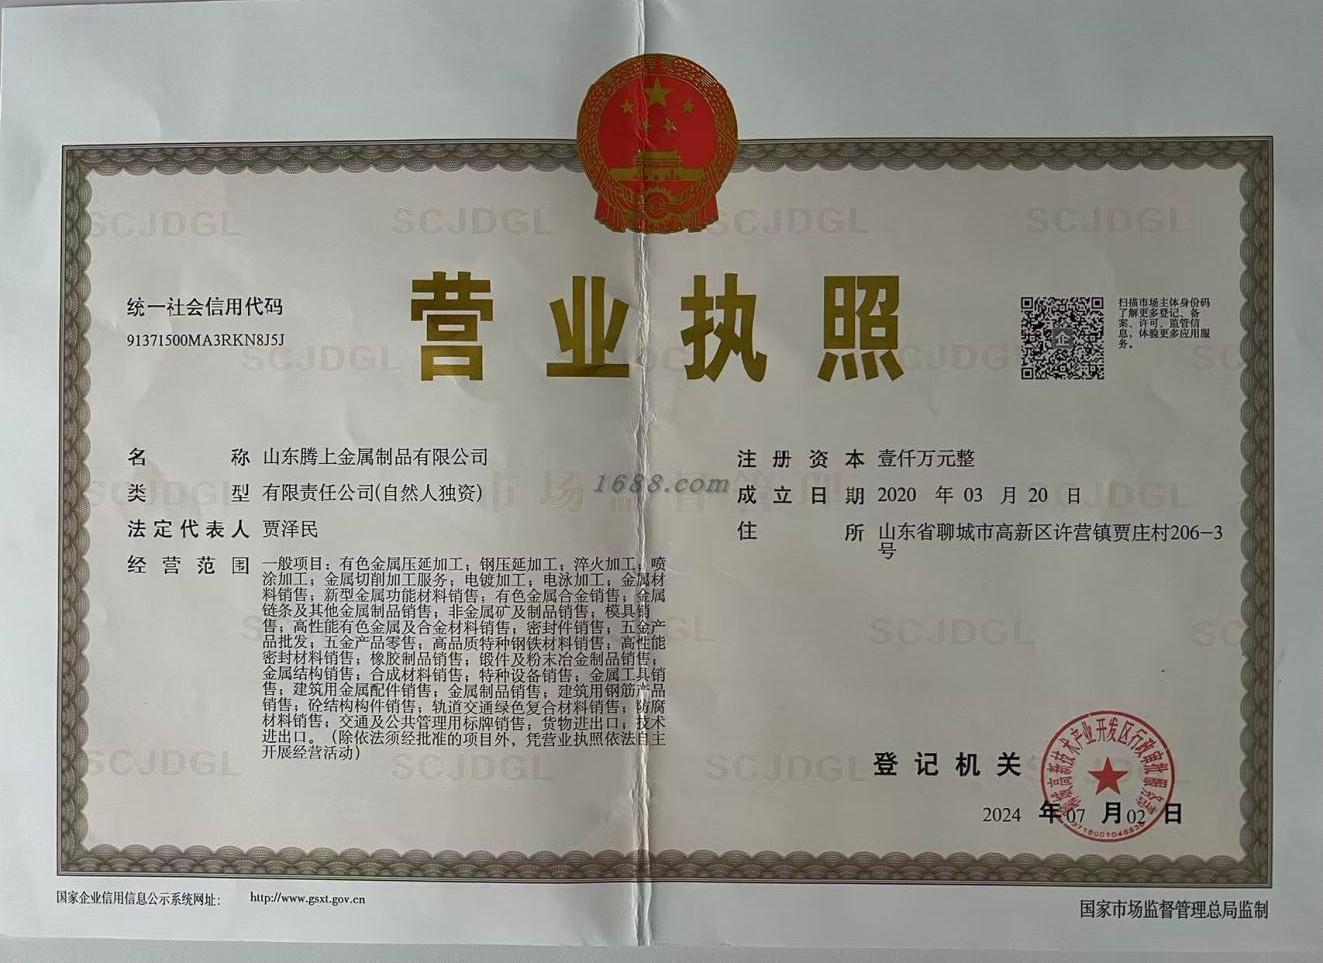 营业执照
统一社会信用代码
91371500MA3RKN8J5J
扫描市场主体身份码
了解更多登记、备
案、许可、监管信
息，体验更多应用服
务。
名称 山东腾上金属制品有限公司
类型 有限责任公司(自然人独资)
法定代表人 贾泽民
经营范围 一般项目：有色金属压延加工；钢压延加工；淬火加工；喷
涂加工；金属切削加工服务；电镀加工；电泳加工；金属材
料销售；新型金属功能材料销售；有色金属合金销售；金属
链条及其他金属制品销售；非金属矿及制品销售；模具销
售；高性能有色金属及合金材料销售；密封件销售；五金产
品批发；五金产品零售；高品质特种钢铁材料销售；高性能
密封材料销售；橡胶制品销售；锻件及粉末冶金制品销售；
金属结构销售；合成材料销售；特种设备销售；金属工具销
售；建筑用金属配件销售；金属制品销售；建筑用钢筋产品
销售；砼结构构件销售；轨道交通绿色复合材料销售；防腐
材料销售；交通及公共管理用标牌销售；货物进出口；技术
进出口。（除依法须经批准的项目外，凭营业执照依法自主
开展经营活动）
注册资本 壹仟万元整
成立日期 2020 年 03 月 20 日
住所 山东省聊城市高新区许营镇贾庄村206-3
号
1688.com
登记机关
2024 年 07 月 02 日
国家企业信用信息公示系统网址： http://www.gsxt.gov.cn
国家市场监督管理总局监制